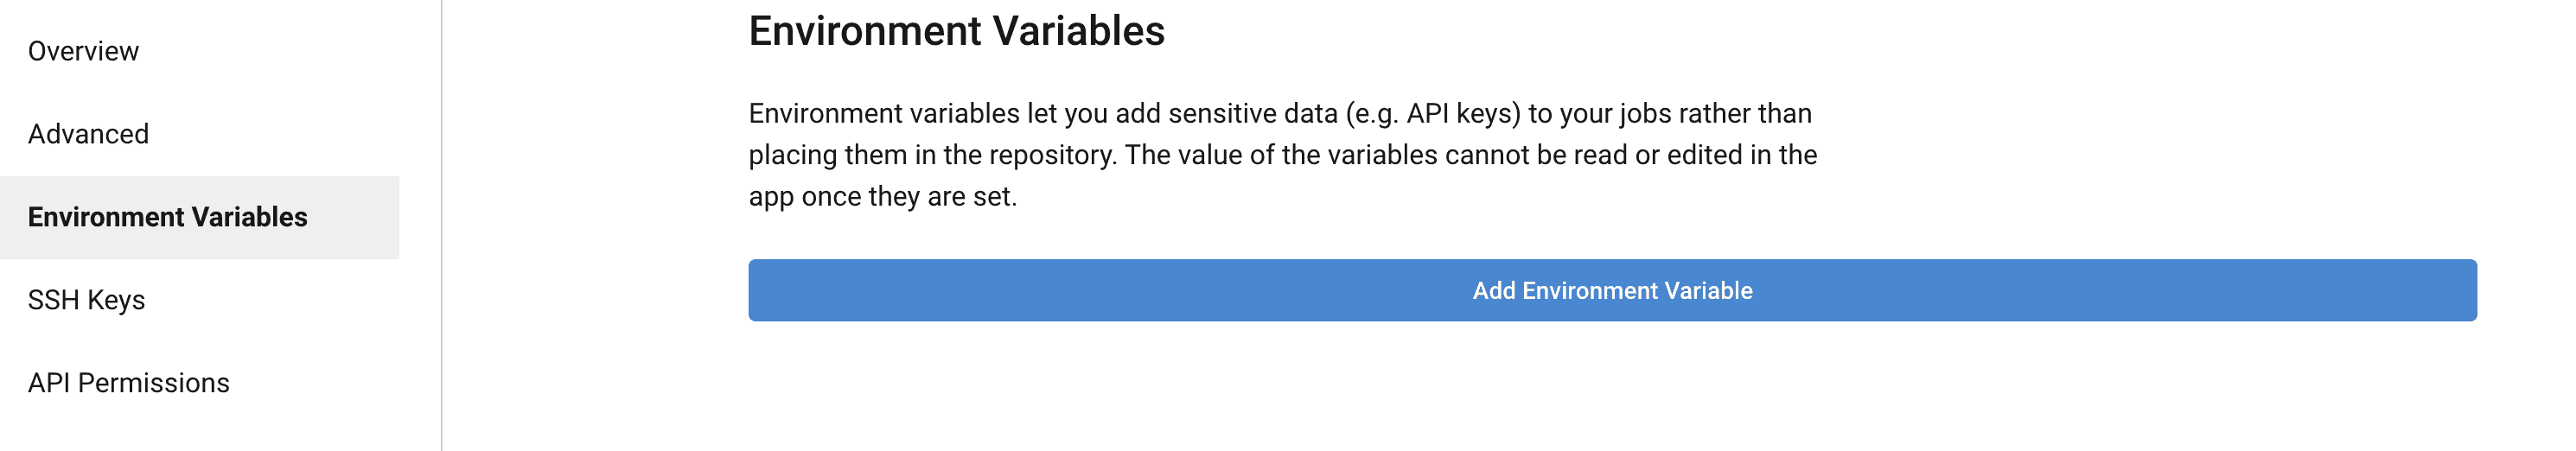 Overview
Advanced
Environment Variables
SSH Keys
API Permissions
Environment Variables
Environment variables let you add sensitive data (e.g. API keys) to your jobs rather than
placing them in the repository. The value of the variables cannot be read or edited in the
app once they are set.
Add Environment Variable